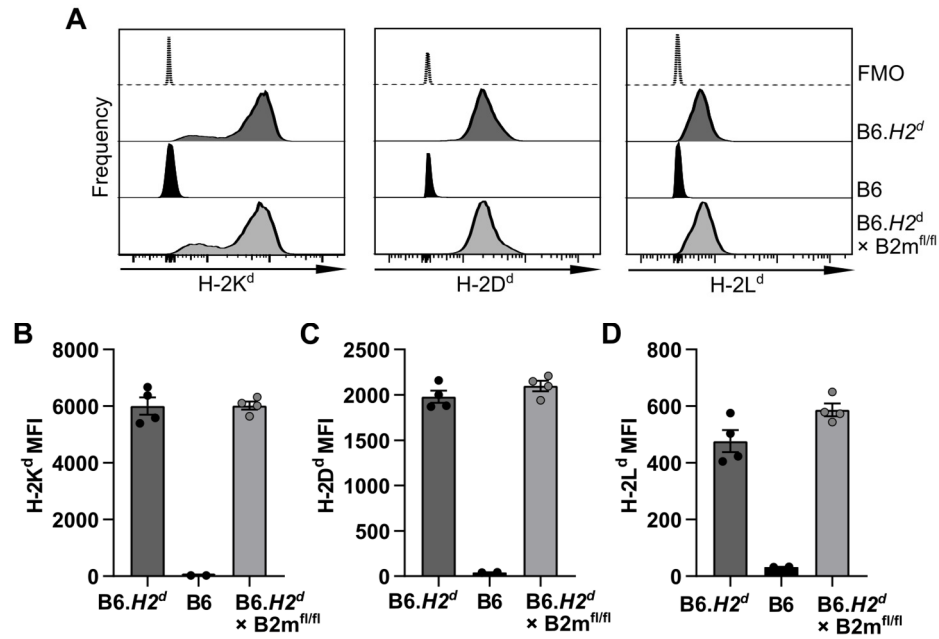 A
Frequency
FMO
B6.H2ᵈ
B6
B6.H2ᵈ
× B2mᶠˡ/ᶠˡ
H-2Kᵈ
H-2Dᵈ
H-2Lᵈ
B
H-2Kᵈ MFI
8000
6000
4000
2000
0
B6.H2ᵈ
B6
B6.H2ᵈ
× B2mᶠˡ/ᶠˡ
C
H-2Dᵈ MFI
2500
2000
1500
1000
500
0
B6.H2ᵈ
B6
B6.H2ᵈ
× B2mᶠˡ/ᶠˡ
D
H-2Lᵈ MFI
800
600
400
200
0
B6.H2ᵈ
B6
B6.H2ᵈ
× B2mᶠˡ/ᶠˡ